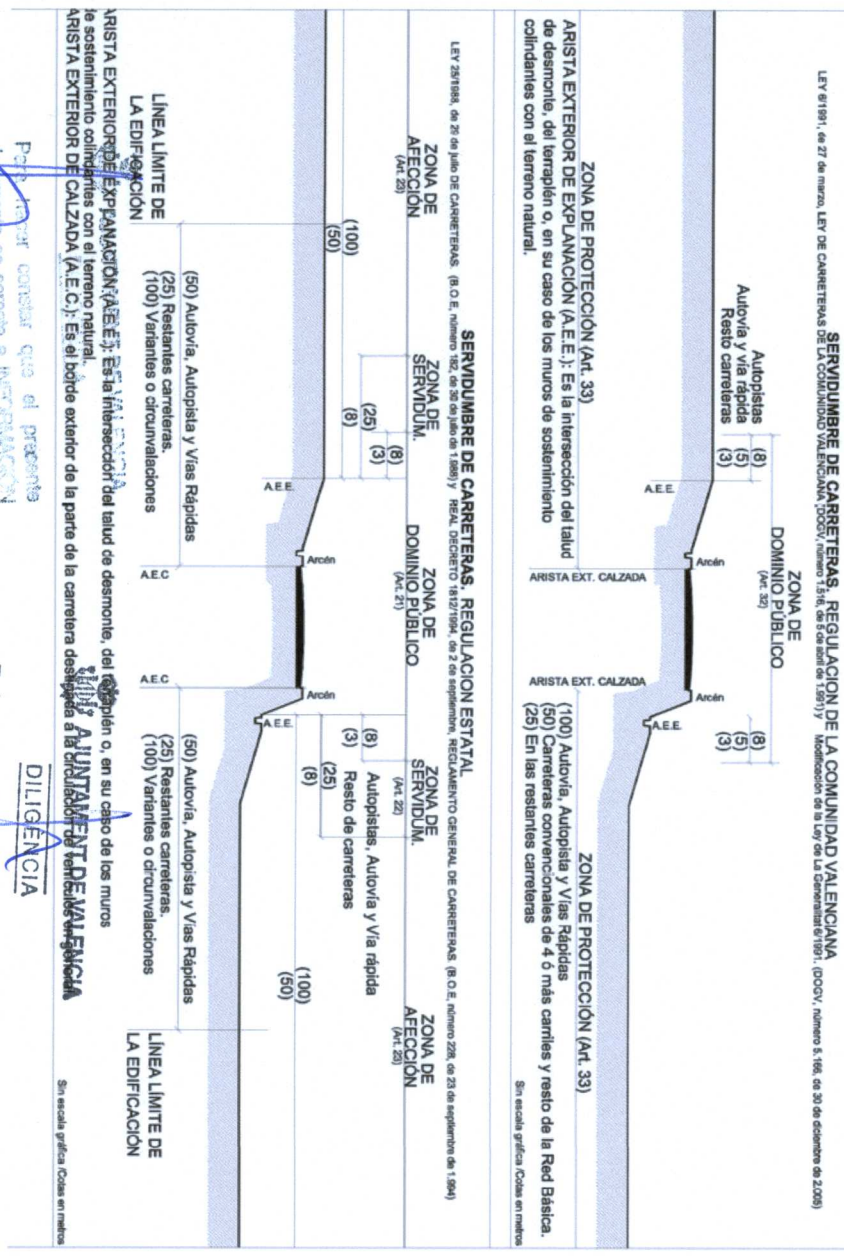 SERVIDUMBRE DE CARRETERAS. REGULACION DE LA COMUNIDAD VALENCIANA
LEY 6/1991, de 27 de marzo, LEY DE CARRETERAS DE LA COMUNIDAD VALENCIANA (DOGV, número 1.516, de 5 de abril de 1.991) y Modificación de la Ley de La Generalitat 6/1991. (DOGV, número 5.166, de 30 de diciembre de 2.005)
ZONA DE
DOMINIO PÚBLICO
(Art. 32)
Autopistas (8)
Autovía y vía rápida (5)
Resto carreteras (3)
(8)
(5)
(3)
A.E.E.
Arcén
Arcén
A.E.E.
ARISTA EXT. CALZADA
ARISTA EXT. CALZADA
ZONA DE PROTECCIÓN (Art. 33)
ARISTA EXTERIOR DE EXPLANACIÓN (A.E.E.): Es la intersección del talud
de desmonte, del terraplén o, en su caso de los muros de sostenimiento
colindantes con el terreno natural.
ZONA DE PROTECCIÓN (Art. 33)
(100) Autovía, Autopista y Vías Rápidas
(50) Carreteras convencionales de 4 ó más carriles y resto de la Red Básica.
(25) En las restantes carreteras
Sin escala gráfica /Cotas en metros
SERVIDUMBRE DE CARRETERAS. REGULACION ESTATAL
LEY 25/1988, de 29 de julio DE CARRETERAS. (B.O.E, número 182, de 30 de julio de 1.988) y REAL DECRETO 1812/1994, de 2 de septiembre, REGLAMENTO GENERAL DE CARRETERAS. (B.O.E, número 228, de 23 de septiembre de 1.994)
ZONA DE
AFECCIÓN
(Art. 23)
ZONA DE
SERVIDUM.
ZONA DE
DOMINIO PÚBLICO
(Art. 21)
ZONA DE
SERVIDUM.
(Art. 22)
ZONA DE
AFECCIÓN
(Art. 23)
(8)
(3)
(25)
(8)
(100)
(50)
(8) Autopistas, Autovía y Vía rápida
(3) Resto de carreteras
(25)
(8)
(100)
(50)
A.E.E.
Arcén
Arcén
A.E.E.
A.E.C
A.E.C
(50) Autovía, Autopista y Vías Rápidas
(25) Restantes carreteras.
(100) Variantes o circunvalaciones
LÍNEA LÍMITE DE
LA EDIFICACIÓN
(50) Autovía, Autopista y Vías Rápidas
(25) Restantes carreteras.
(100) Variantes o circunvalaciones
LÍNEA LÍMITE DE
LA EDIFICACIÓN
ARISTA EXTERIOR DE EXPLANACIÓN (A.E.E.): Es la intersección del talud de desmonte, del terraplén o, en su caso de los muros
de sostenimiento colindantes con el terreno natural.
ARISTA EXTERIOR DE CALZADA (A.E.C.): Es el borde exterior de la parte de la carretera destinada a la circulación de vehículos en general.
Sin escala gráfica /Cotas en metros
AJUNTAMENT DE VALENCIA
DILIGÉNCIA
Para hacer constar que el presente
INFORMACIÓN